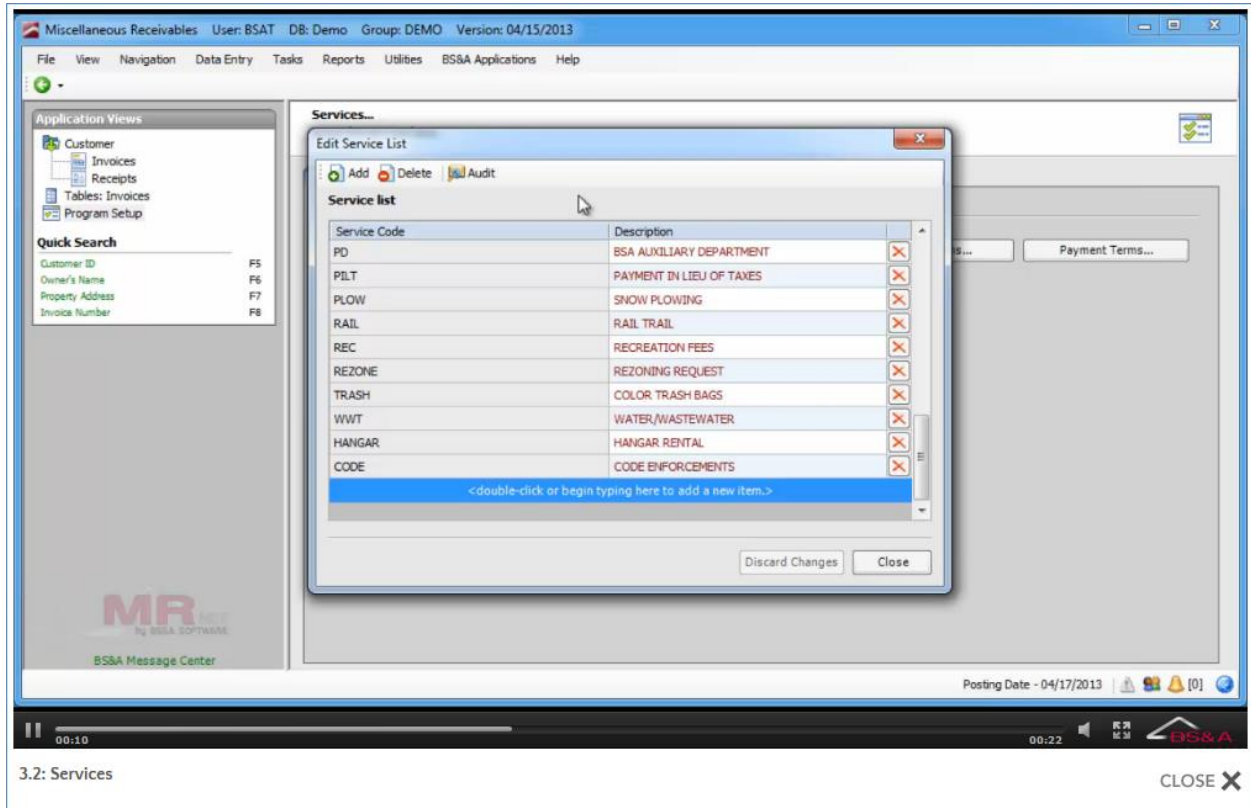 Miscellaneous Receivables User: BSAT DB: Demo Group: DEMO Version: 04/15/2013
File View Navigation Data Entry Tasks Reports Utilities BS&A Applications Help
Application Views
Customer
Invoices
Receipts
Tables: Invoices
Program Setup
Quick Search
Customer ID F5
Owner's Name F6
Property Address F7
Invoice Number F8
MR
by BS&A SOFTWARE
BS&A Message Center
Services...
Edit Service List
Add Delete Audit
Service list
Service Code Description
PD BSA AUXILIARY DEPARTMENT
PILT PAYMENT IN LIEU OF TAXES
PLOW SNOW PLOWING
RAIL RAIL TRAIL
REC RECREATION FEES
REZONE REZONING REQUEST
TRASH COLOR TRASH BAGS
WWT WATER/WASTEWATER
HANGAR HANGAR RENTAL
CODE CODE ENFORCEMENTS
<double-click or begin typing here to add a new item.>
Discard Changes Close
Payment Terms...
Posting Date - 04/17/2013 [0]
00:10 00:22 BS&A
3.2: Services
CLOSE